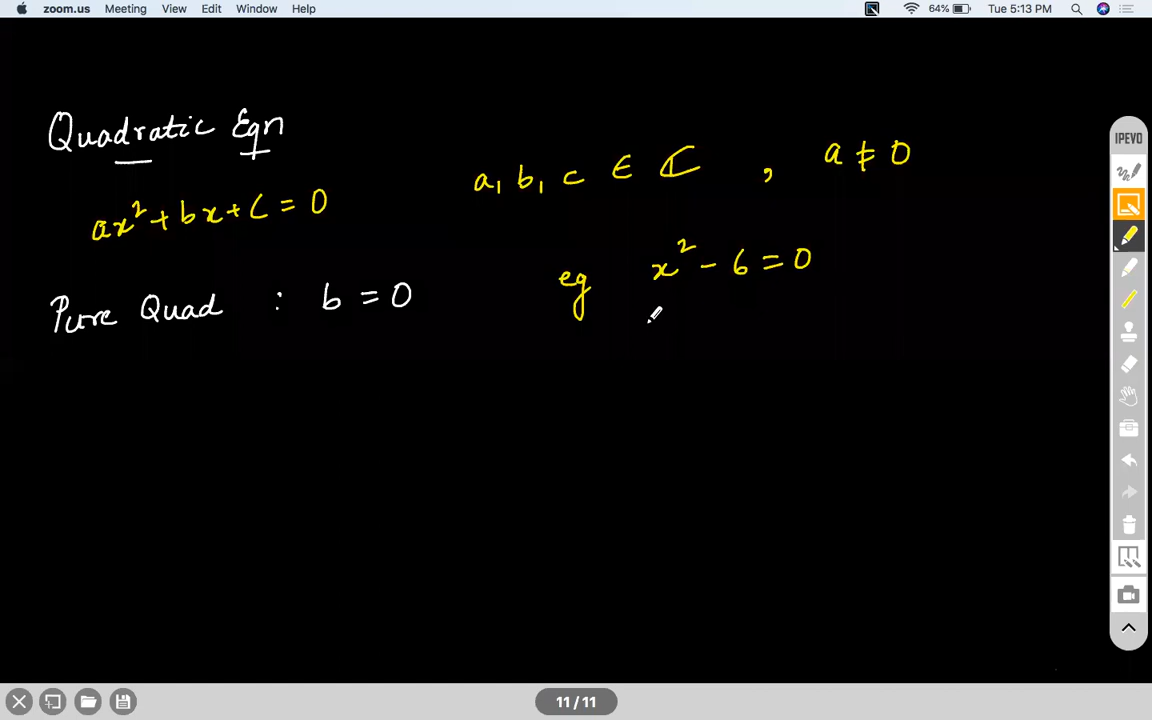 zoom.us Meeting View Edit Window Help 64% Tue 5:13 PM
Quadratic Eqn
ax²+bx+c=0
a, b, c ∈ ℂ , a ≠ 0
Pure Quad : b = 0
eg x² - 6 = 0
IPEVO
11/11